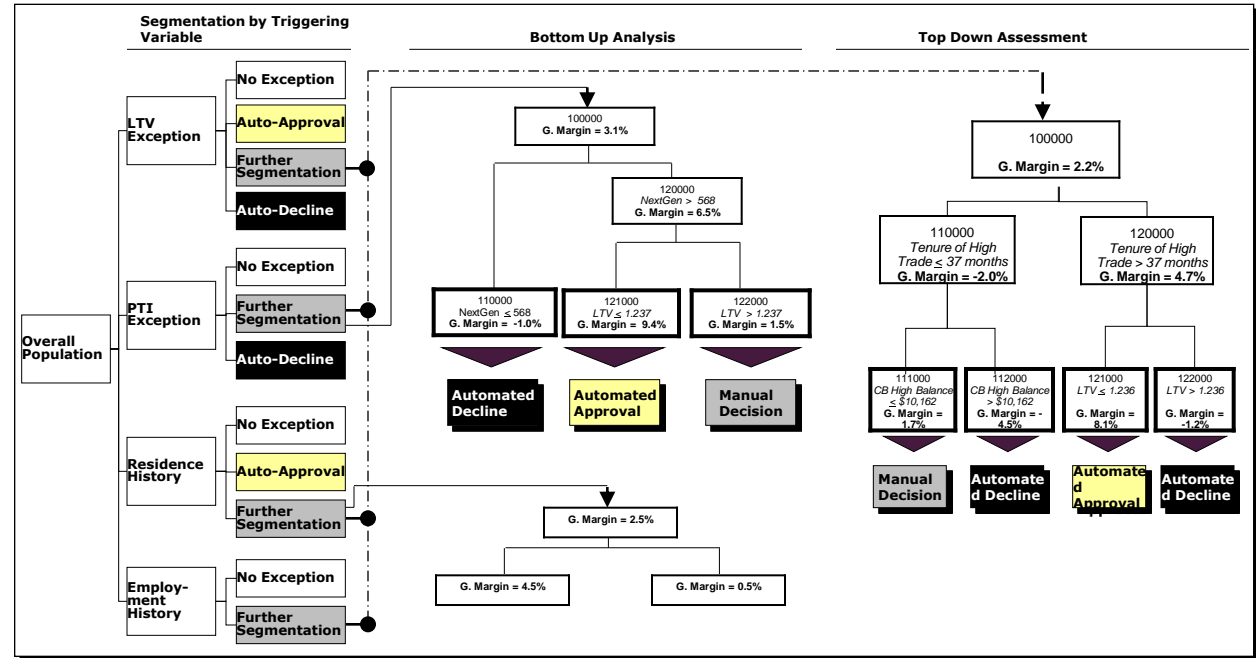 Segmentation by Triggering
Variable
Bottom Up Analysis
Top Down Assessment
Overall
Population
LTV
Exception
No Exception
Auto-Approval
Further
Segmentation
Auto-Decline
PTI
Exception
No Exception
Further
Segmentation
Auto-Decline
Residence
History
No Exception
Auto-Approval
Further
Segmentation
Employ-
ment
History
No Exception
Further
Segmentation
100000
G. Margin = 3.1%
120000
NextGen > 568
G. Margin = 6.5%
110000
NextGen ≤ 568
G. Margin = -1.0%
121000
LTV ≤ 1.237
G. Margin = 9.4%
122000
LTV > 1.237
G. Margin = 1.5%
Automated
Decline
Automated
Approval
Manual
Decision
G. Margin = 2.5%
G. Margin = 4.5%
G. Margin = 0.5%
100000
G. Margin = 2.2%
110000
Tenure of High
Trade ≤ 37 months
G. Margin = -2.0%
120000
Tenure of High
Trade > 37 months
G. Margin = 4.7%
111000
CB High Balance
≤ $10,162
G. Margin =
1.7%
112000
CB High Balance
> $10,162
G. Margin = -
4.5%
121000
LTV ≤ 1.236
G. Margin =
8.1%
122000
LTV > 1.236
G. Margin =
-1.2%
Manual
Decision
Automate
d Decline
Automate
d
Approval
Automate
d Decline